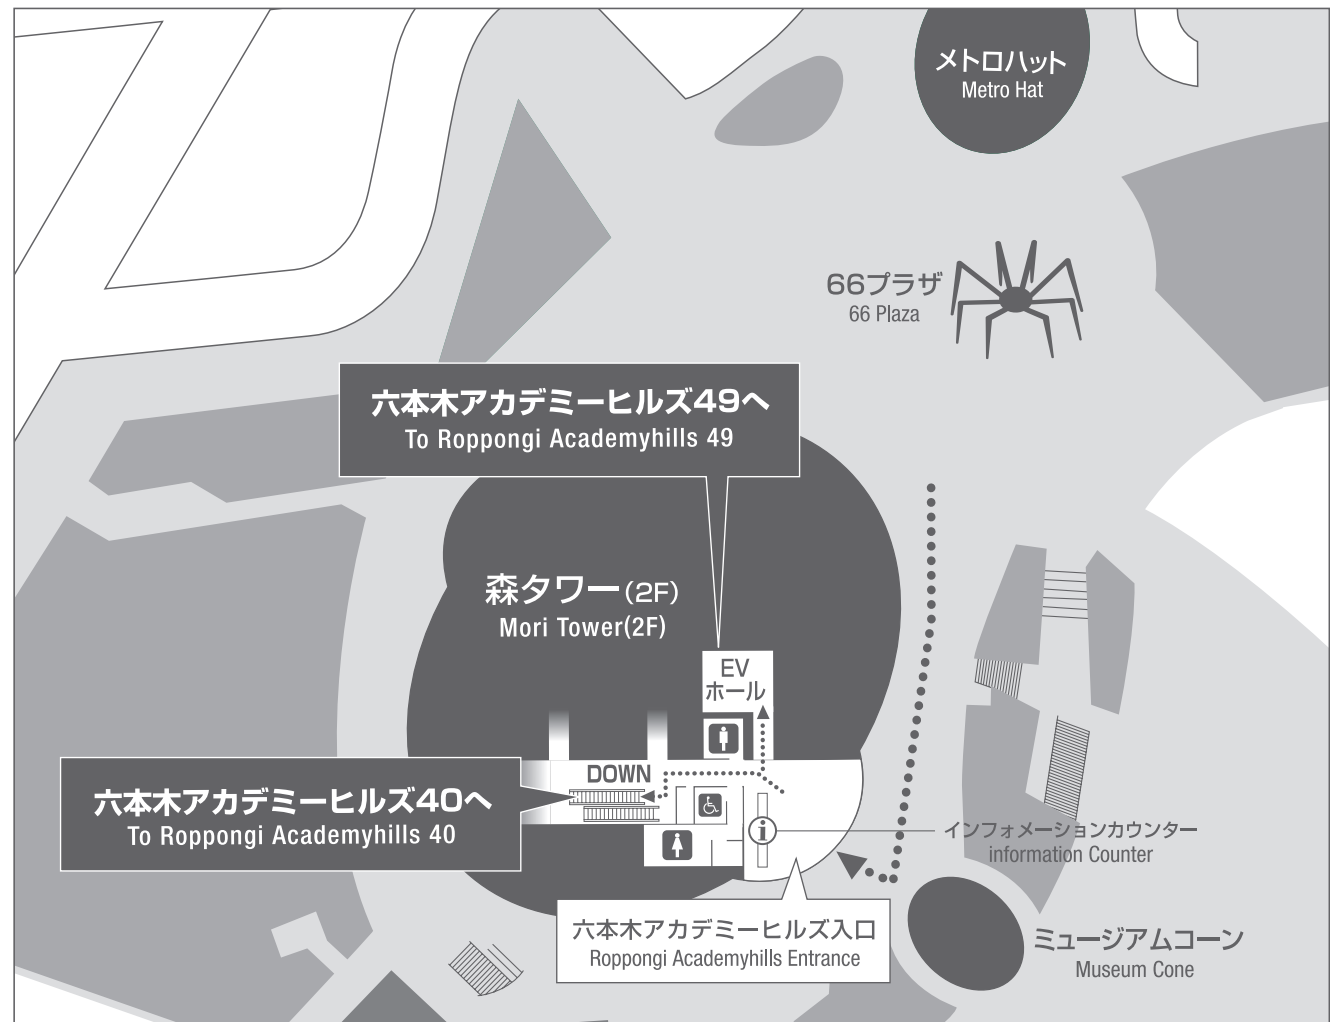 メトロハット
Metro Hat
66プラザ
66 Plaza
六本木アカデミーヒルズ49へ
To Roppongi Academyhills 49
森タワー(2F)
Mori Tower(2F)
EV
ホール
DOWN
六本木アカデミーヒルズ40へ
To Roppongi Academyhills 40
i
インフォメーションカウンター
information Counter
六本木アカデミーヒルズ入口
Roppongi Academyhills Entrance
ミュージアムコーン
Museum Cone